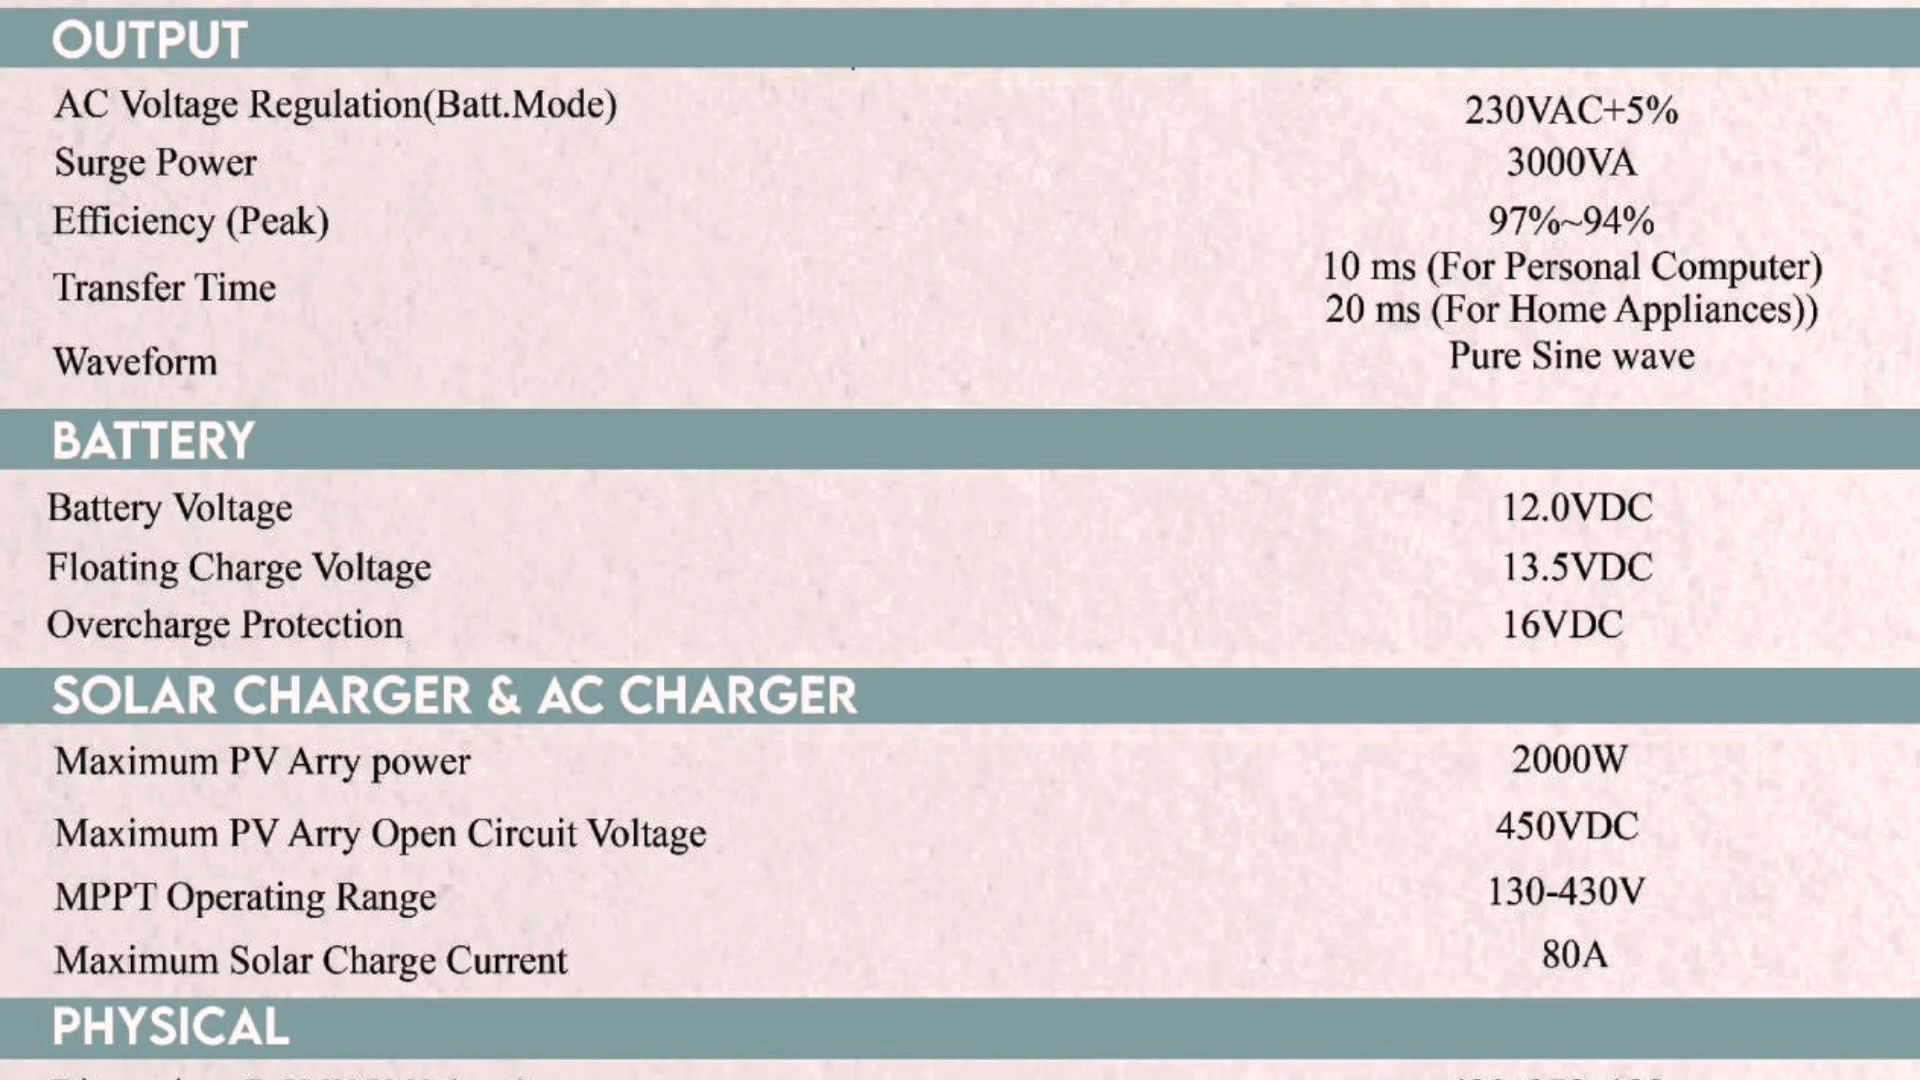 OUTPUT
AC Voltage Regulation(Batt.Mode) 230VAC+5%
Surge Power 3000VA
Efficiency (Peak) 97%~94%
Transfer Time 10 ms (For Personal Computer)
20 ms (For Home Appliances))
Waveform Pure Sine wave
BATTERY
Battery Voltage 12.0VDC
Floating Charge Voltage 13.5VDC
Overcharge Protection 16VDC
SOLAR CHARGER & AC CHARGER
Maximum PV Arry power 2000W
Maximum PV Arry Open Circuit Voltage 450VDC
MPPT Operating Range 130-430V
Maximum Solar Charge Current 80A
PHYSICAL